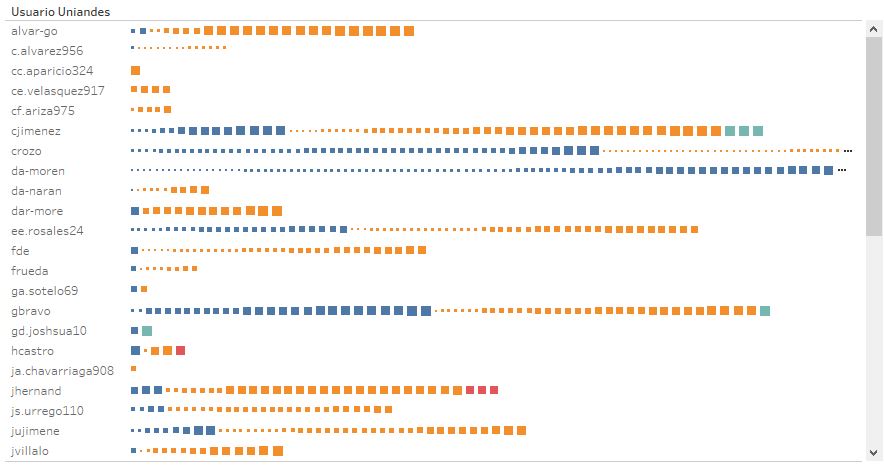 Usuario Uniandes
alvar-go
c.alvarez956
cc.aparicio324
ce.velasquez917
cf.ariza975
cjimenez
crozo
da-moren
da-naran
dar-more
ee.rosales24
fde
frueda
ga.sotelo69
gbravo
gd.joshsua10
hcastro
ja.chavarriaga908
jhernand
js.urrego110
jujimene
jvillalo